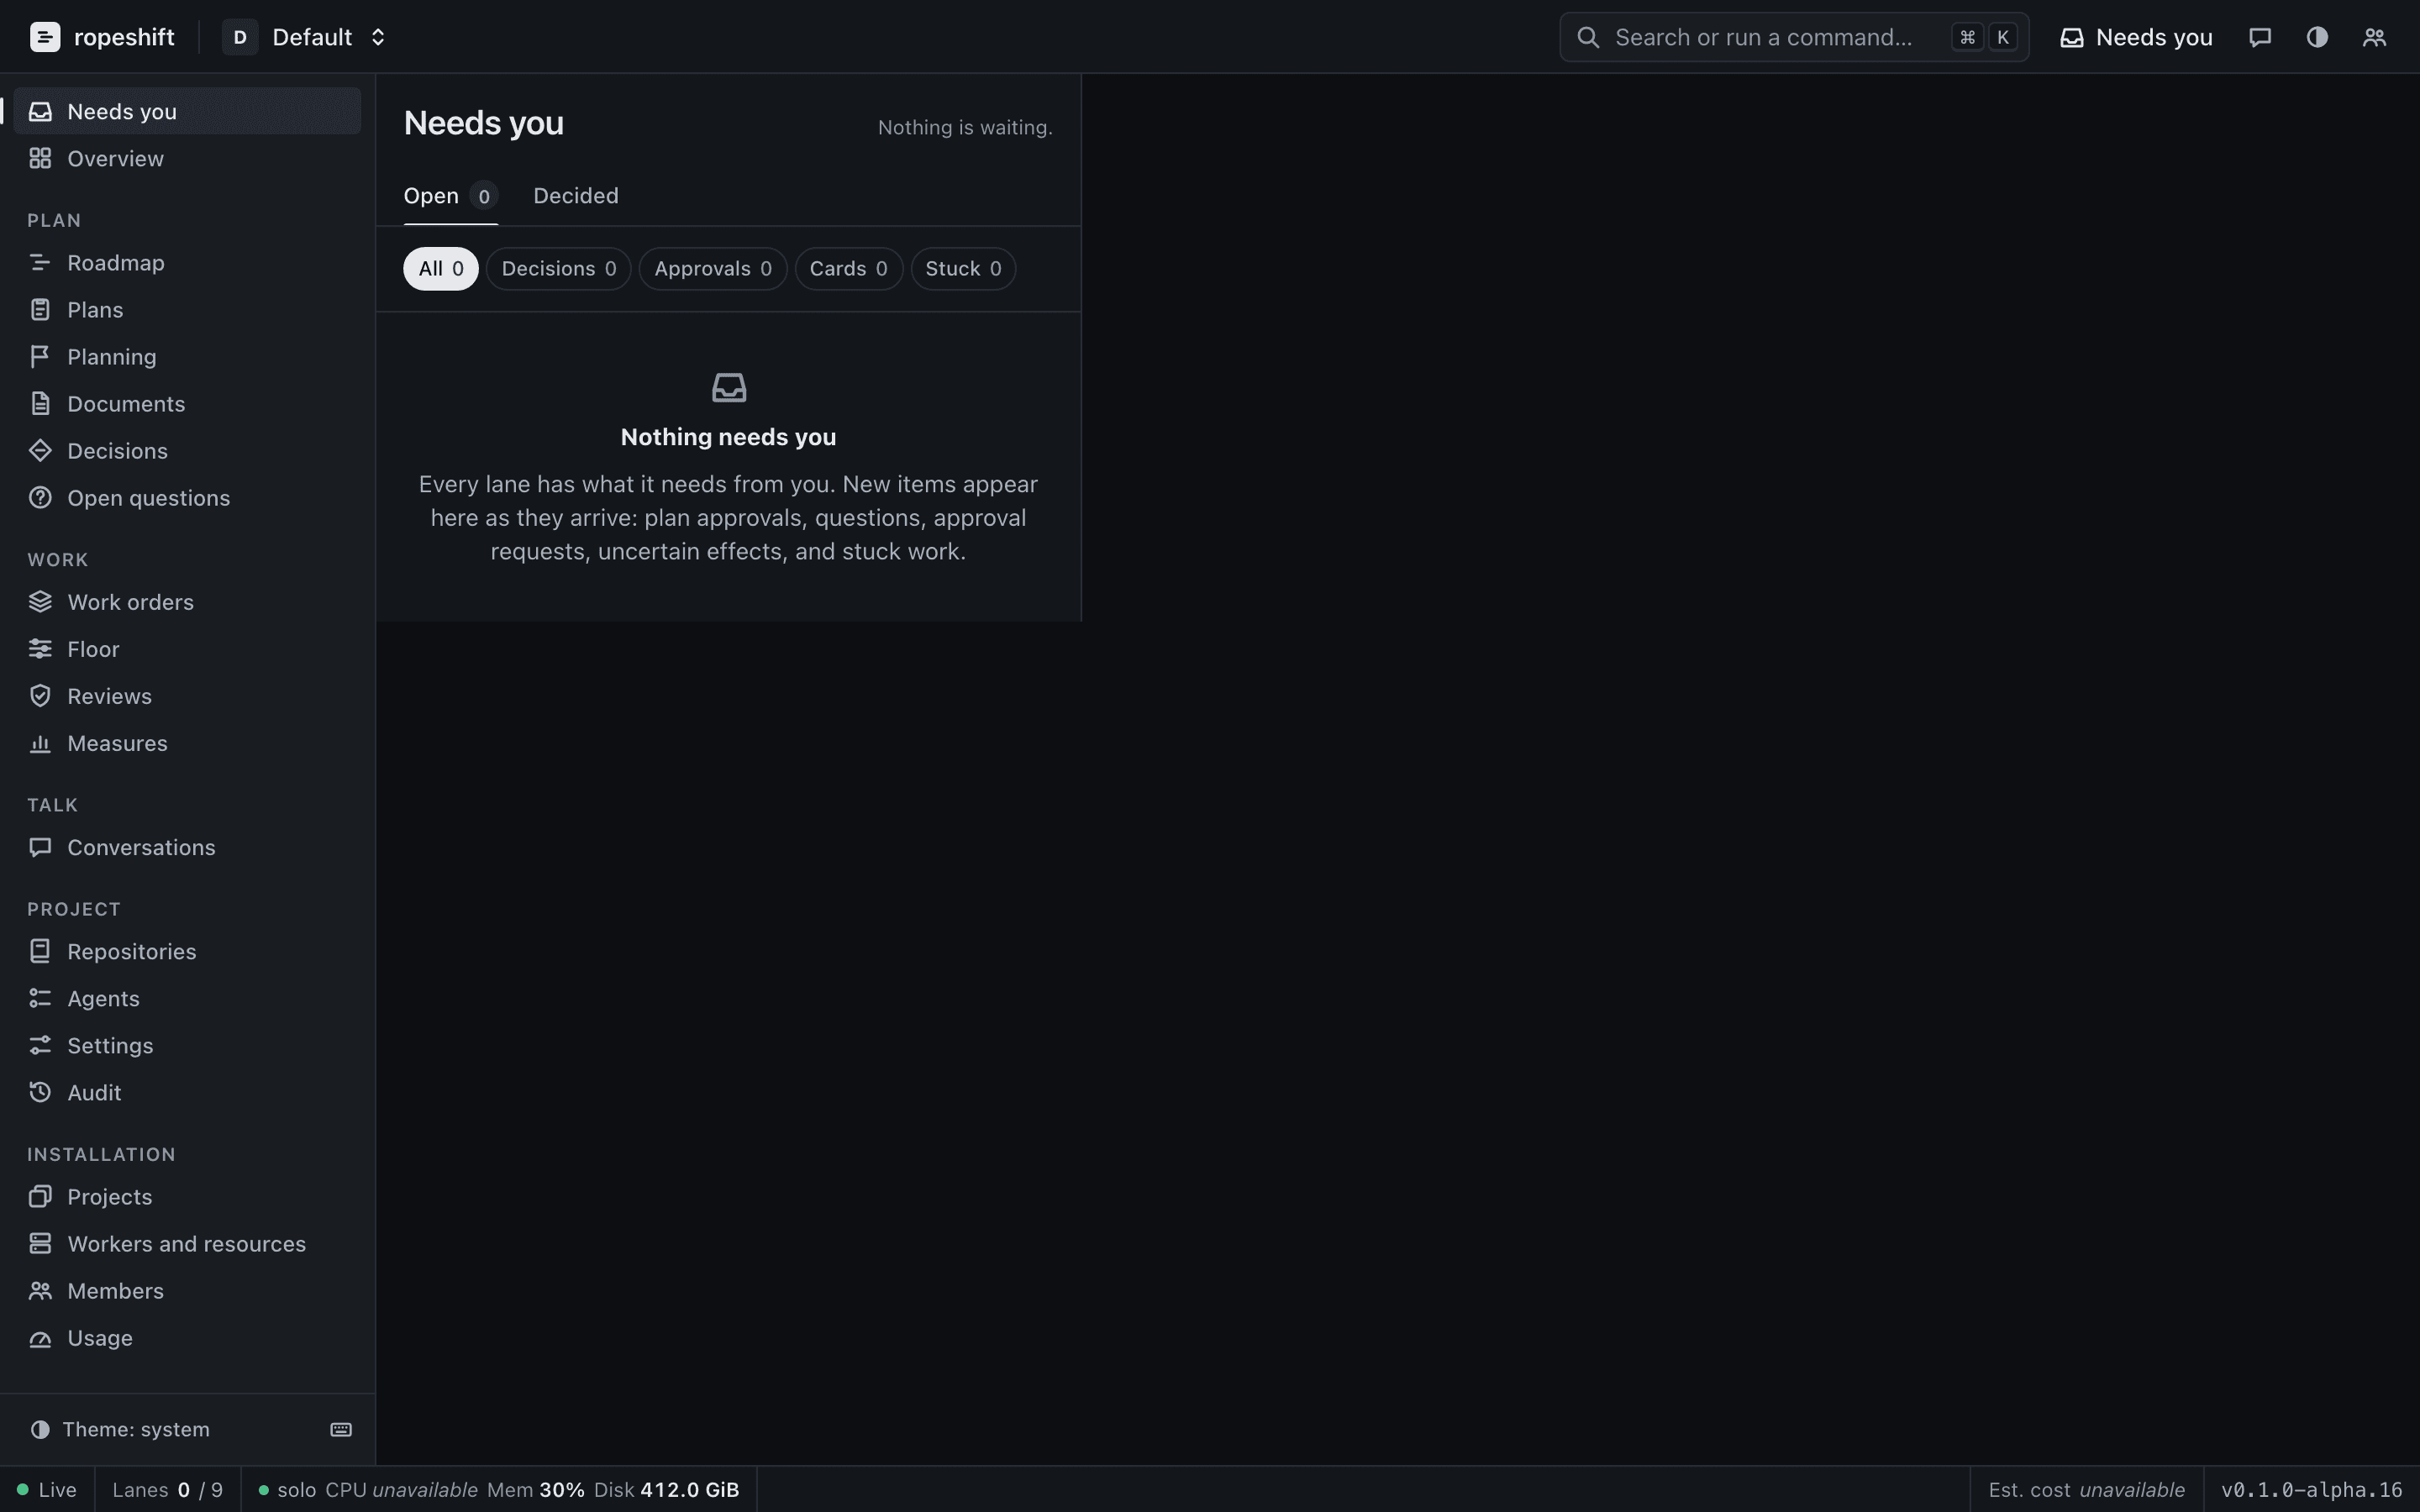 ropeshift
D Default
Search or run a command... ⌘ K
Needs you
Needs you
Overview
PLAN
Roadmap
Plans
Planning
Documents
Decisions
Open questions
WORK
Work orders
Floor
Reviews
Measures
TALK
Conversations
PROJECT
Repositories
Agents
Settings
Audit
INSTALLATION
Projects
Workers and resources
Members
Usage
Theme: system
Needs you
Nothing is waiting.
Open 0 Decided
All 0 Decisions 0 Approvals 0 Cards 0 Stuck 0
Nothing needs you
Every lane has what it needs from you. New items appear
here as they arrive: plan approvals, questions, approval
requests, uncertain effects, and stuck work.
Live Lanes 0 / 9 solo CPU unavailable Mem 30% Disk 412.0 GiB
Est. cost unavailable v0.1.0-alpha.16